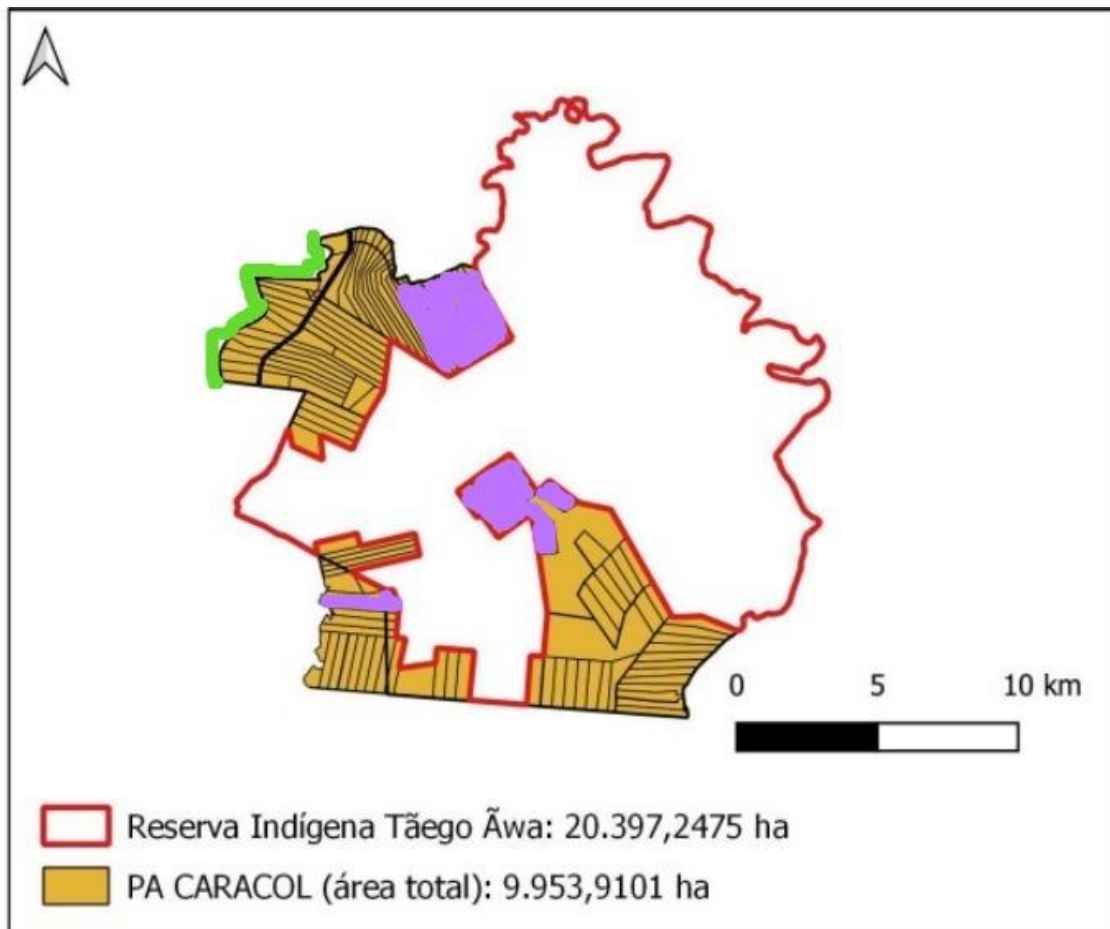 0 5 10 km
Reserva Indígena Tãego Ãwa: 20.397,2475 ha
PA CARACOL (área total): 9.953,9101 ha